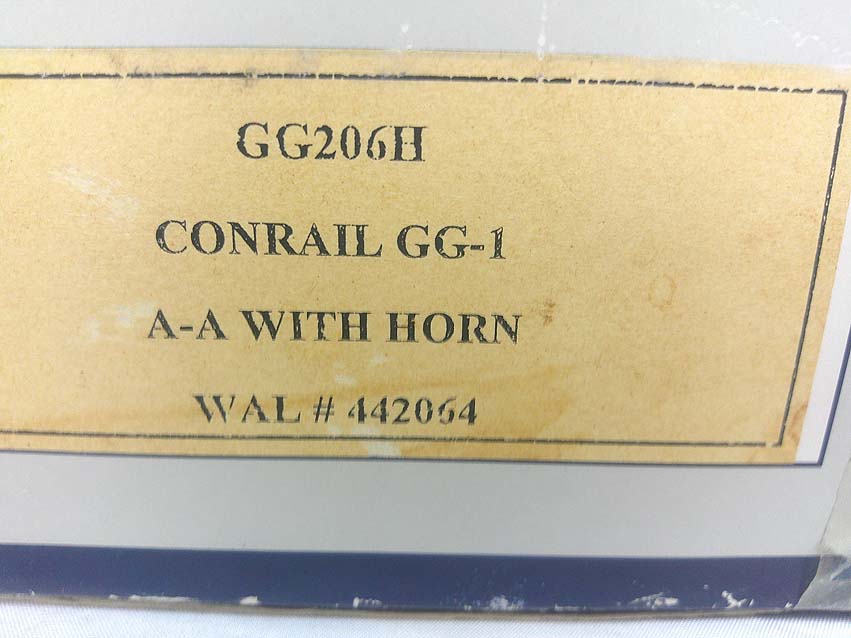 GG206H
CONRAIL GG-1
A-A WITH HORN
WAL # 442064